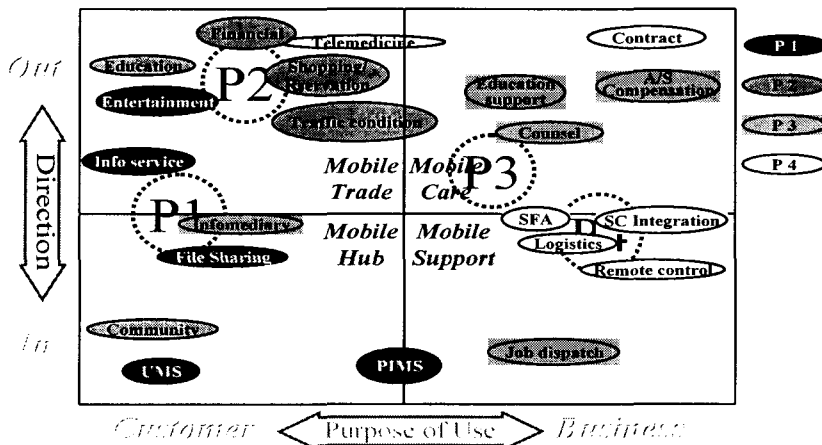 Out
Direction
In
Financial
Telemedicine
Contract
Education
P2
Shopping/
Rservation
Education
support
A/S
Compensation
Entertainment
Traffic condition
Counsel
Info service
Mobile
Trade
Mobile
Care
P3
P1
Infomediary
SFA
SC Integration
Mobile
Hub
Mobile
Support
Logistics
File Sharing
Remote control
Community
UMS
PIMS
Job dispatch
P 1
P 2
P 3
P 4
Customer
Purpose of Use
Business